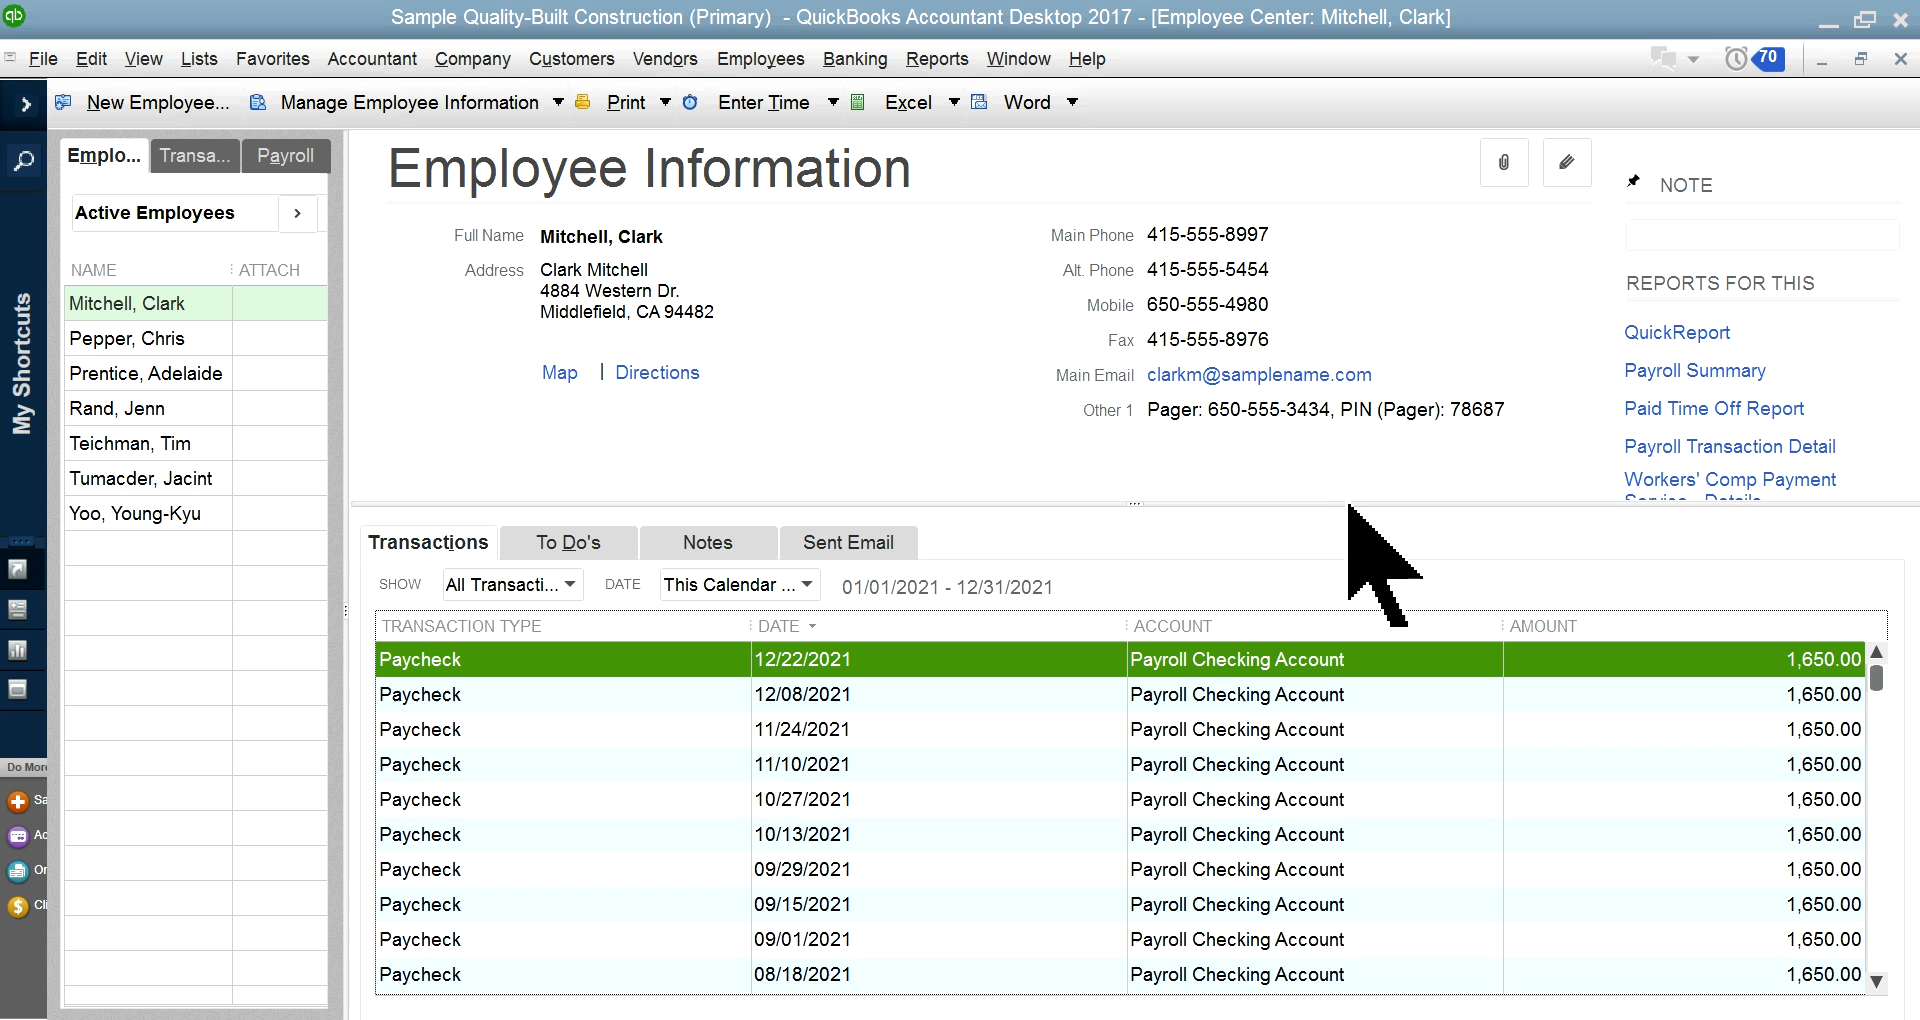 qb Sample Quality-Built Construction (Primary) - QuickBooks Accountant Desktop 2017 - [Employee Center: Mitchell, Clark]
File Edit View Lists Favorites Accountant Company Customers Vendors Employees Banking Reports Window Help 70
New Employee... Manage Employee Information Print Enter Time Excel Word
My Shortcuts
Do More
Sa
Ac
Or
Cli
Emplo... Transa... Payroll
Active Employees
NAME ATTACH
Mitchell, Clark
Pepper, Chris
Prentice, Adelaide
Rand, Jenn
Teichman, Tim
Tumacder, Jacint
Yoo, Young-Kyu
Employee Information
Full Name Mitchell, Clark
Address Clark Mitchell
4884 Western Dr.
Middlefield, CA 94482
Map | Directions
Main Phone 415-555-8997
Alt. Phone 415-555-5454
Mobile 650-555-4980
Fax 415-555-8976
Main Email clarkm@samplename.com
Other 1 Pager: 650-555-3434, PIN (Pager): 78687
NOTE
REPORTS FOR THIS
QuickReport
Payroll Summary
Paid Time Off Report
Payroll Transaction Detail
Workers' Comp Payment
Transactions To Do's Notes Sent Email
SHOW All Transacti... DATE This Calendar ... 01/01/2021 - 12/31/2021
TRANSACTION TYPE DATE ACCOUNT AMOUNT
Paycheck 12/22/2021 Payroll Checking Account 1,650.00
Paycheck 12/08/2021 Payroll Checking Account 1,650.00
Paycheck 11/24/2021 Payroll Checking Account 1,650.00
Paycheck 11/10/2021 Payroll Checking Account 1,650.00
Paycheck 10/27/2021 Payroll Checking Account 1,650.00
Paycheck 10/13/2021 Payroll Checking Account 1,650.00
Paycheck 09/29/2021 Payroll Checking Account 1,650.00
Paycheck 09/15/2021 Payroll Checking Account 1,650.00
Paycheck 09/01/2021 Payroll Checking Account 1,650.00
Paycheck 08/18/2021 Payroll Checking Account 1,650.00